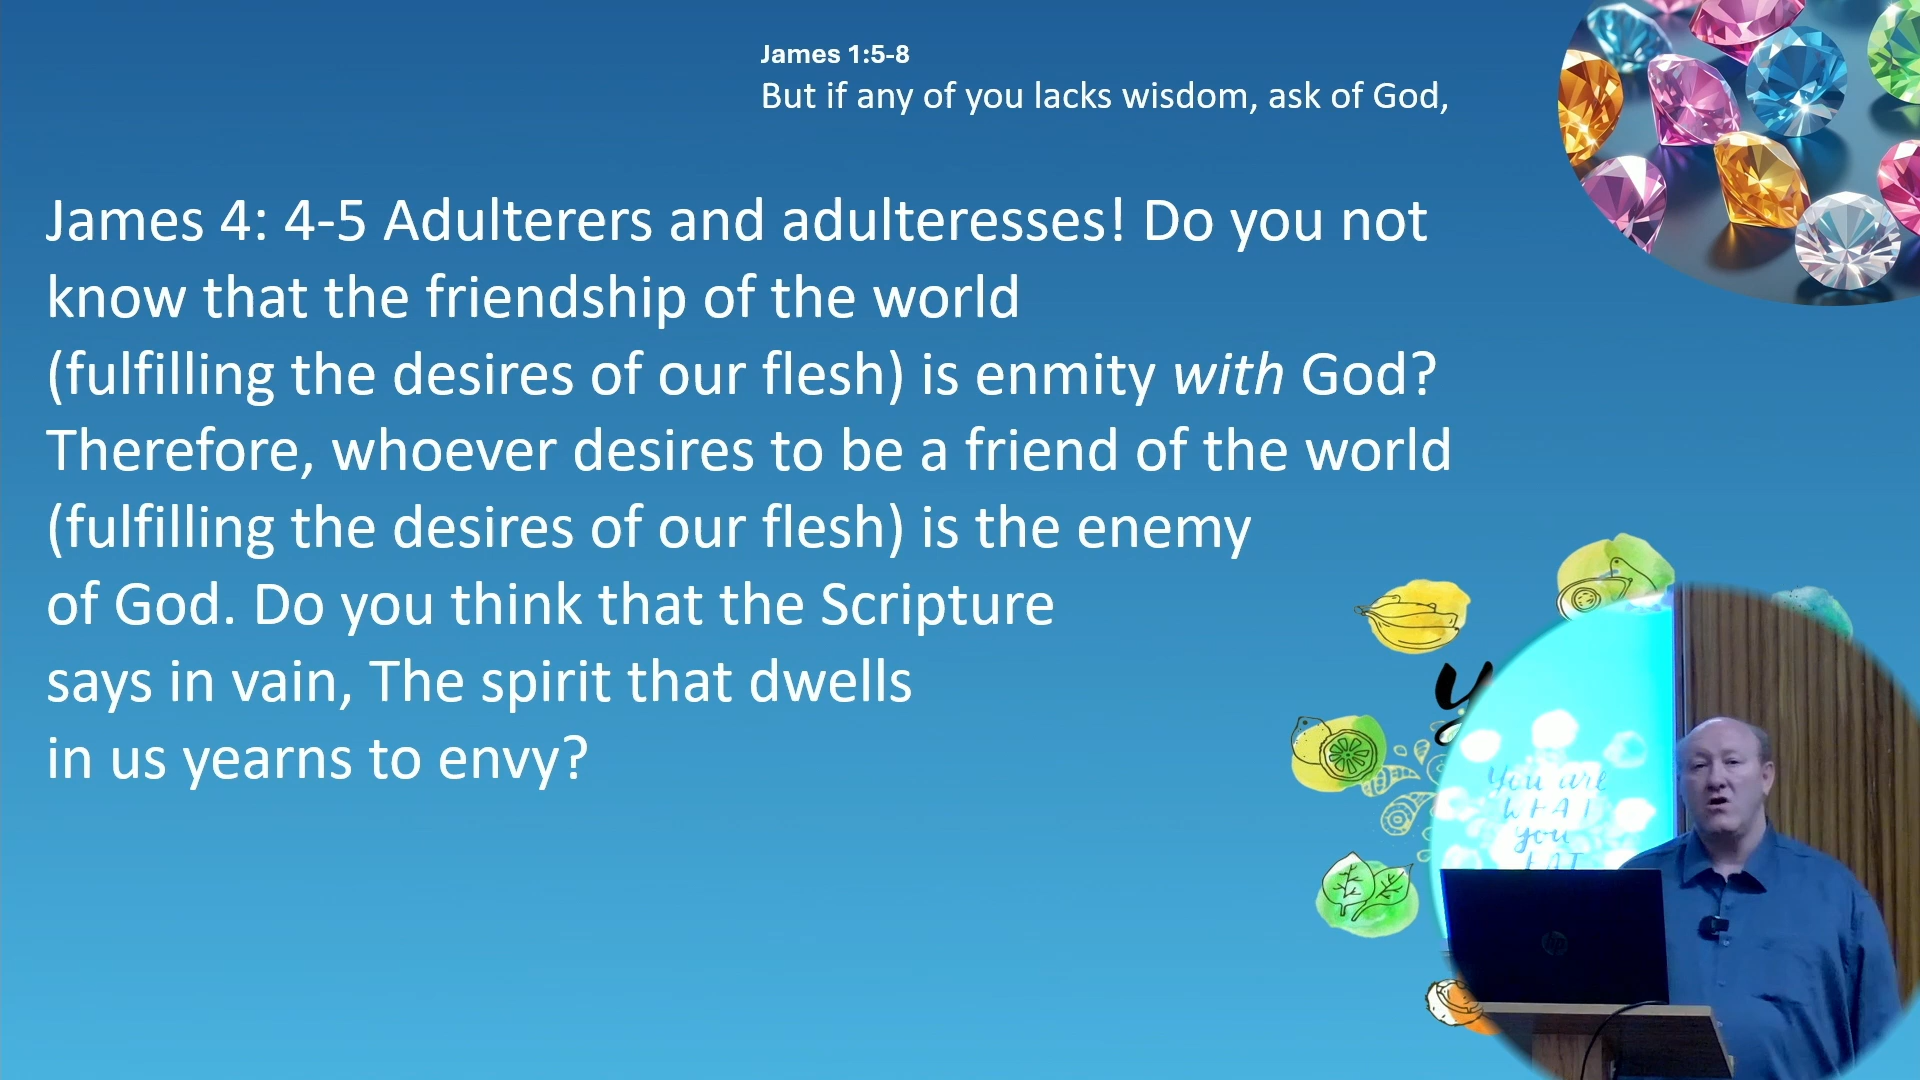 James 1:5-8
But if any of you lacks wisdom, ask of God,
James 4: 4-5 Adulterers and adulteresses! Do you not
know that the friendship of the world
(fulfilling the desires of our flesh) is enmity with God?
Therefore, whoever desires to be a friend of the world
(fulfilling the desires of our flesh) is the enemy
of God. Do you think that the Scripture
says in vain, The spirit that dwells
in us yearns to envy?
y
You are
WHAT
you
EAT
hp